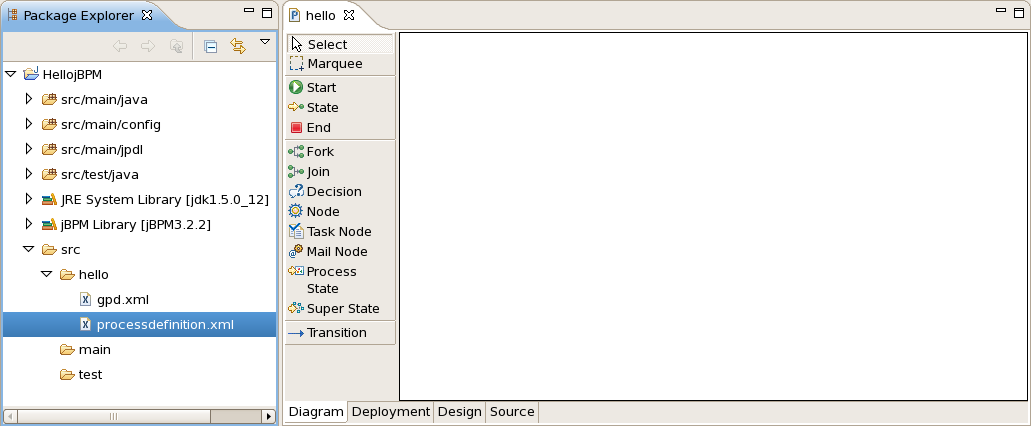 Package Explorer
HellojBPM
src/main/java
src/main/config
src/main/jpdl
src/test/java
JRE System Library [jdk1.5.0_12]
jBPM Library [jBPM3.2.2]
src
hello
gpd.xml
processdefinition.xml
main
test
hello
Select
Marquee
Start
State
End
Fork
Join
Decision
Node
Task Node
Mail Node
Process
State
Super State
Transition
Diagram Deployment Design Source